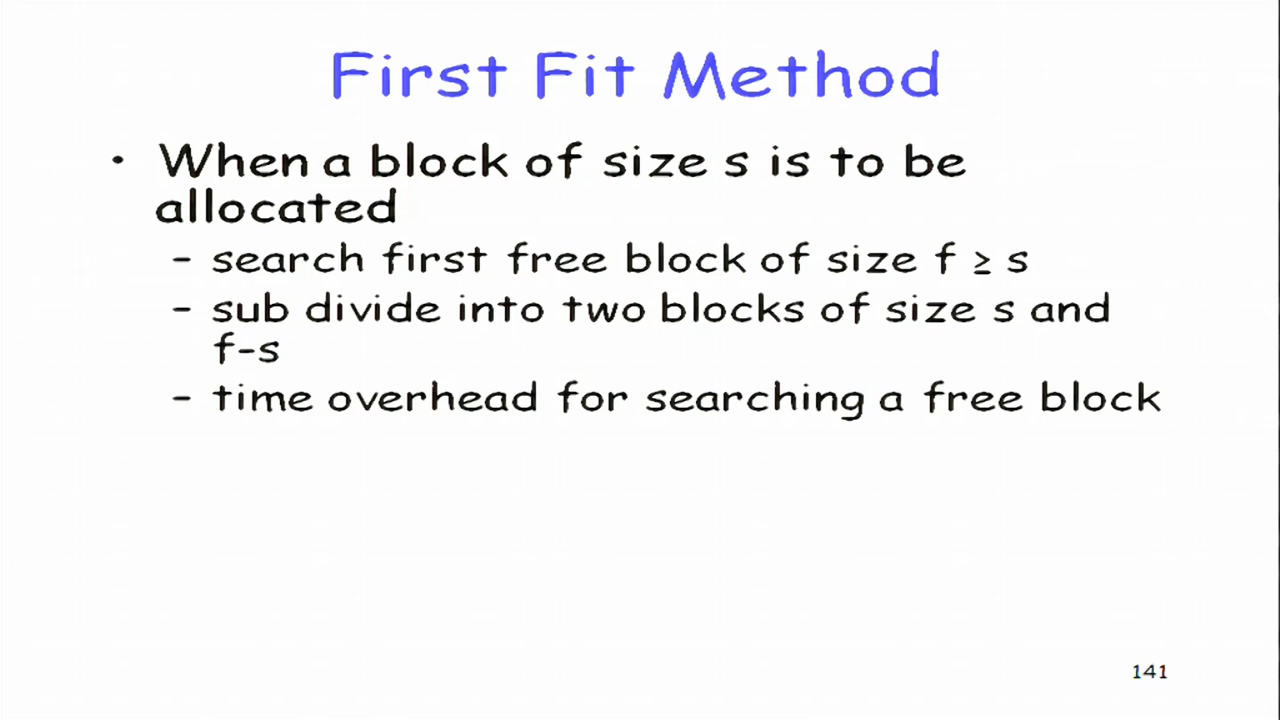 First Fit Method
• When a block of size s is to be
allocated
– search first free block of size f ≥ s
– sub divide into two blocks of size s and
f-s
– time overhead for searching a free block
141